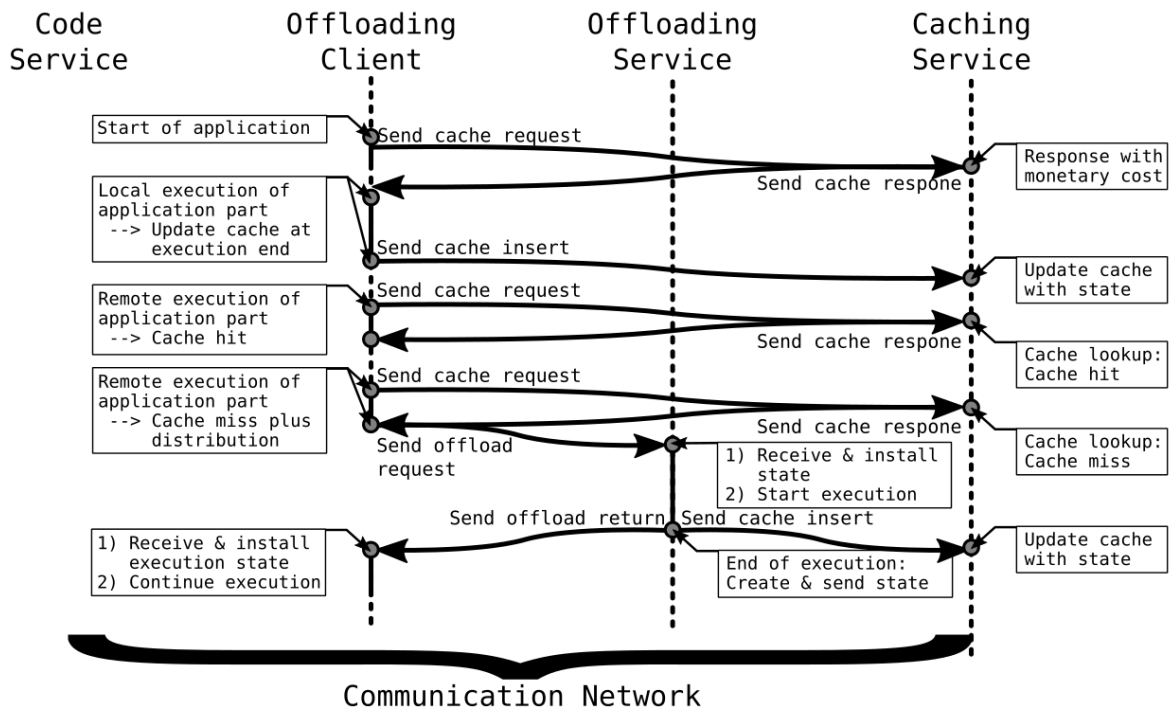 Code
Service
Offloading
Client
Offloading
Service
Caching
Service
Start of application
Send cache request
Response with
monetary cost
Send cache respone
Local execution of
application part
--> Update cache at
execution end
Send cache insert
Update cache
with state
Remote execution of
application part
--> Cache hit
Send cache request
Send cache respone
Cache lookup:
Cache hit
Remote execution of
application part
--> Cache miss plus
distribution
Send cache request
Send cache respone
Cache lookup:
Cache miss
Send offload
request
1) Receive & install
state
2) Start execution
Send offload return
Send cache insert
1) Receive & install
execution state
2) Continue execution
End of execution:
Create & send state
Update cache
with state
Communication Network